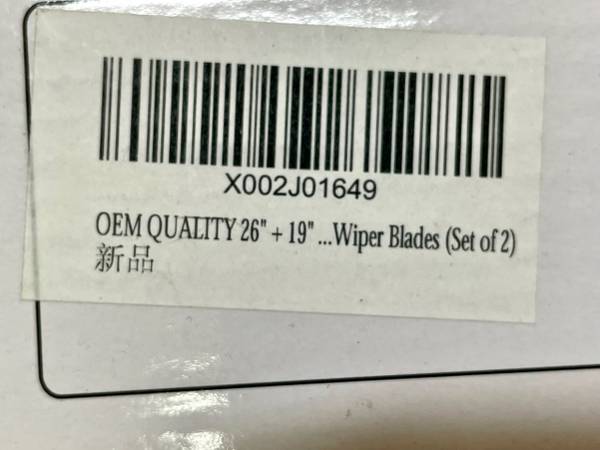 X002J01649
OEM QUALITY 26" + 19" ...Wiper Blades (Set of 2)
新品